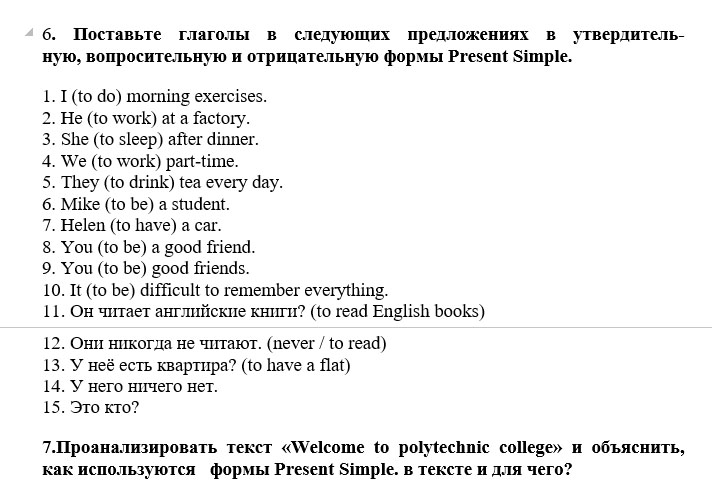 6. Поставьте глаголы в следующих предложениях в утвердитель-
ную, вопросительную и отрицательную формы Present Simple.
1. I (to do) morning exercises.
2. He (to work) at a factory.
3. She (to sleep) after dinner.
4. We (to work) part-time.
5. They (to drink) tea every day.
6. Mike (to be) a student.
7. Helen (to have) a car.
8. You (to be) a good friend.
9. You (to be) good friends.
10. It (to be) difficult to remember everything.
11. Он читает английские книги? (to read English books)
12. Они никогда не читают. (never / to read)
13. У неё есть квартира? (to have a flat)
14. У него ничего нет.
15. Это кто?
7.Проанализировать текст «Welcome to polytechnic college» и объяснить,
как используются формы Present Simple. в тексте и для чего?